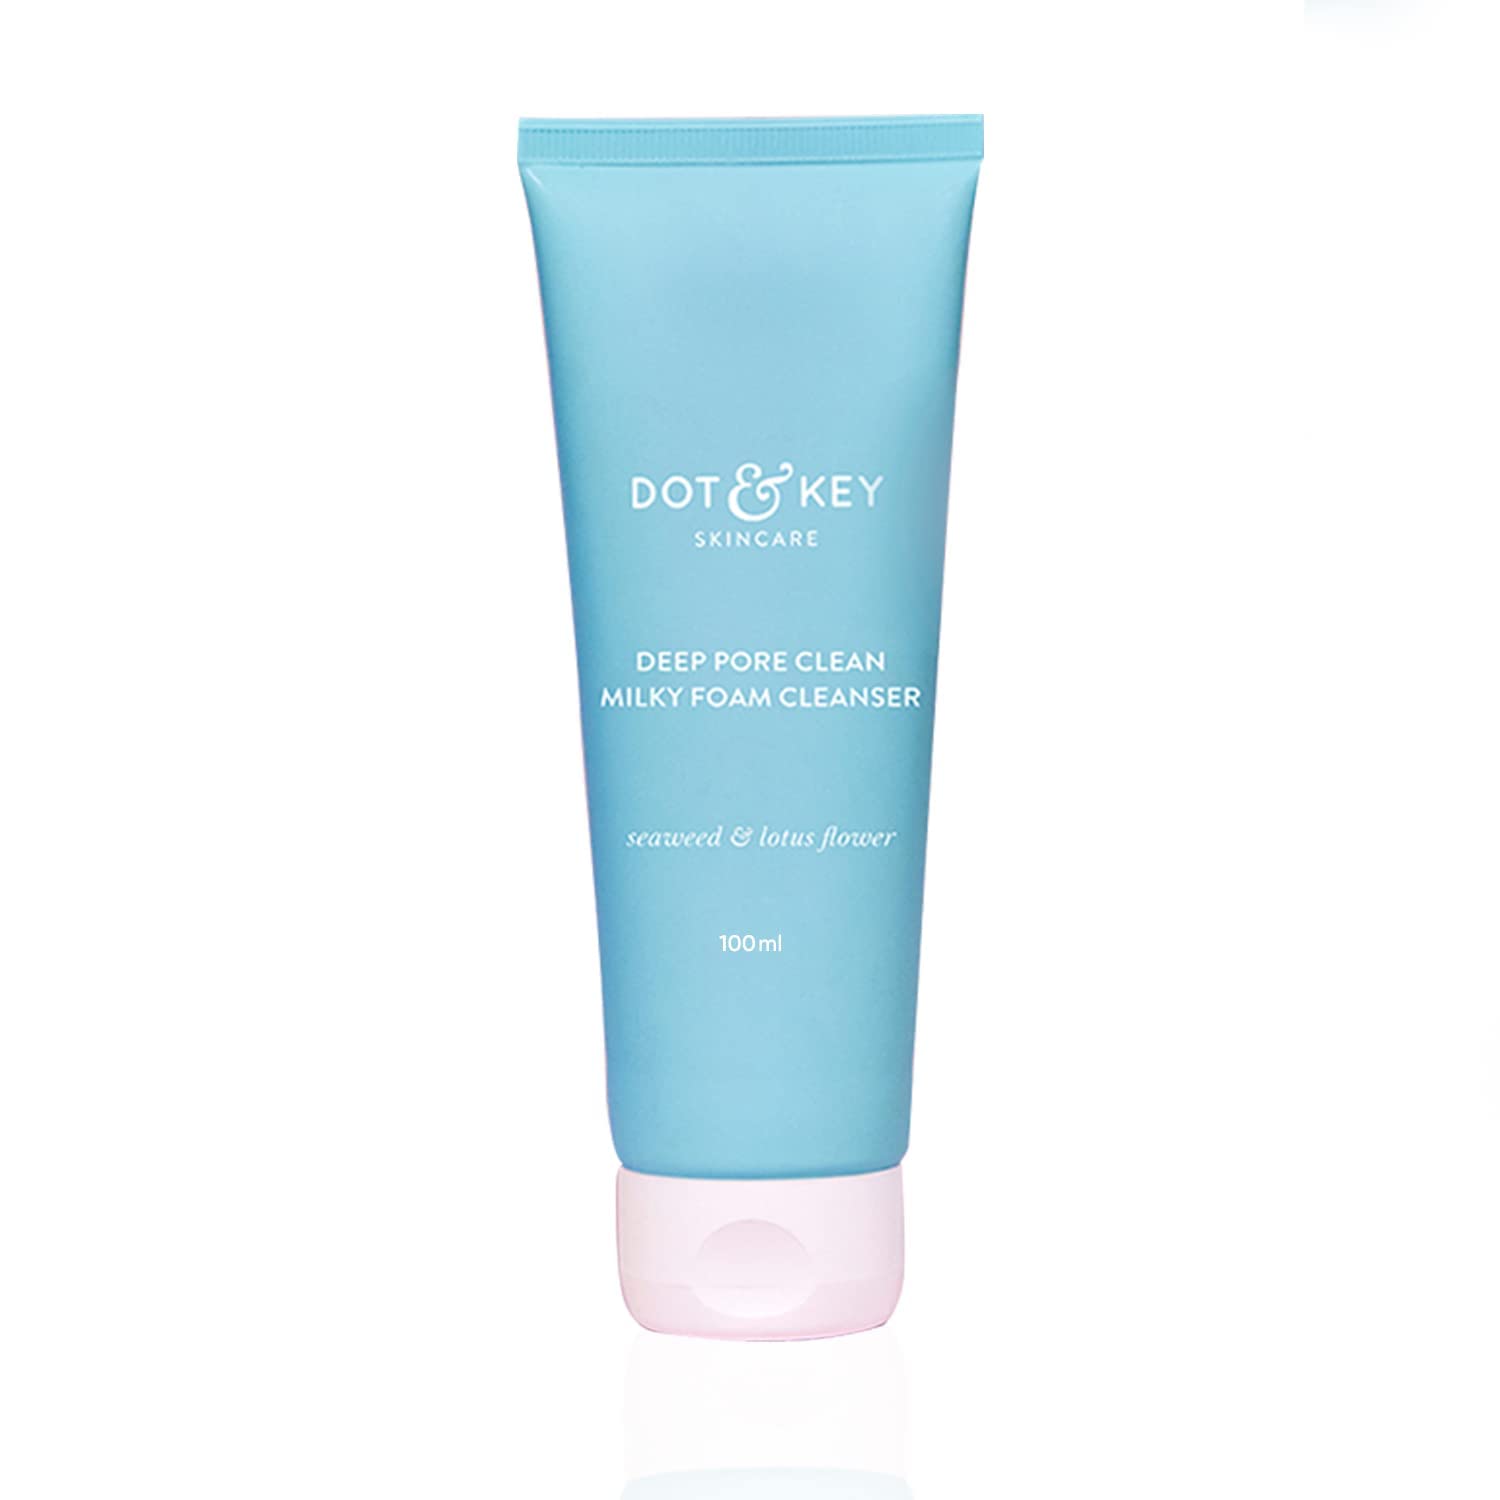 DOT & KEY
SKINCARE
DEEP PORE CLEAN
MILKY FOAM CLEANSER
seaweed & lotus flower
100ml